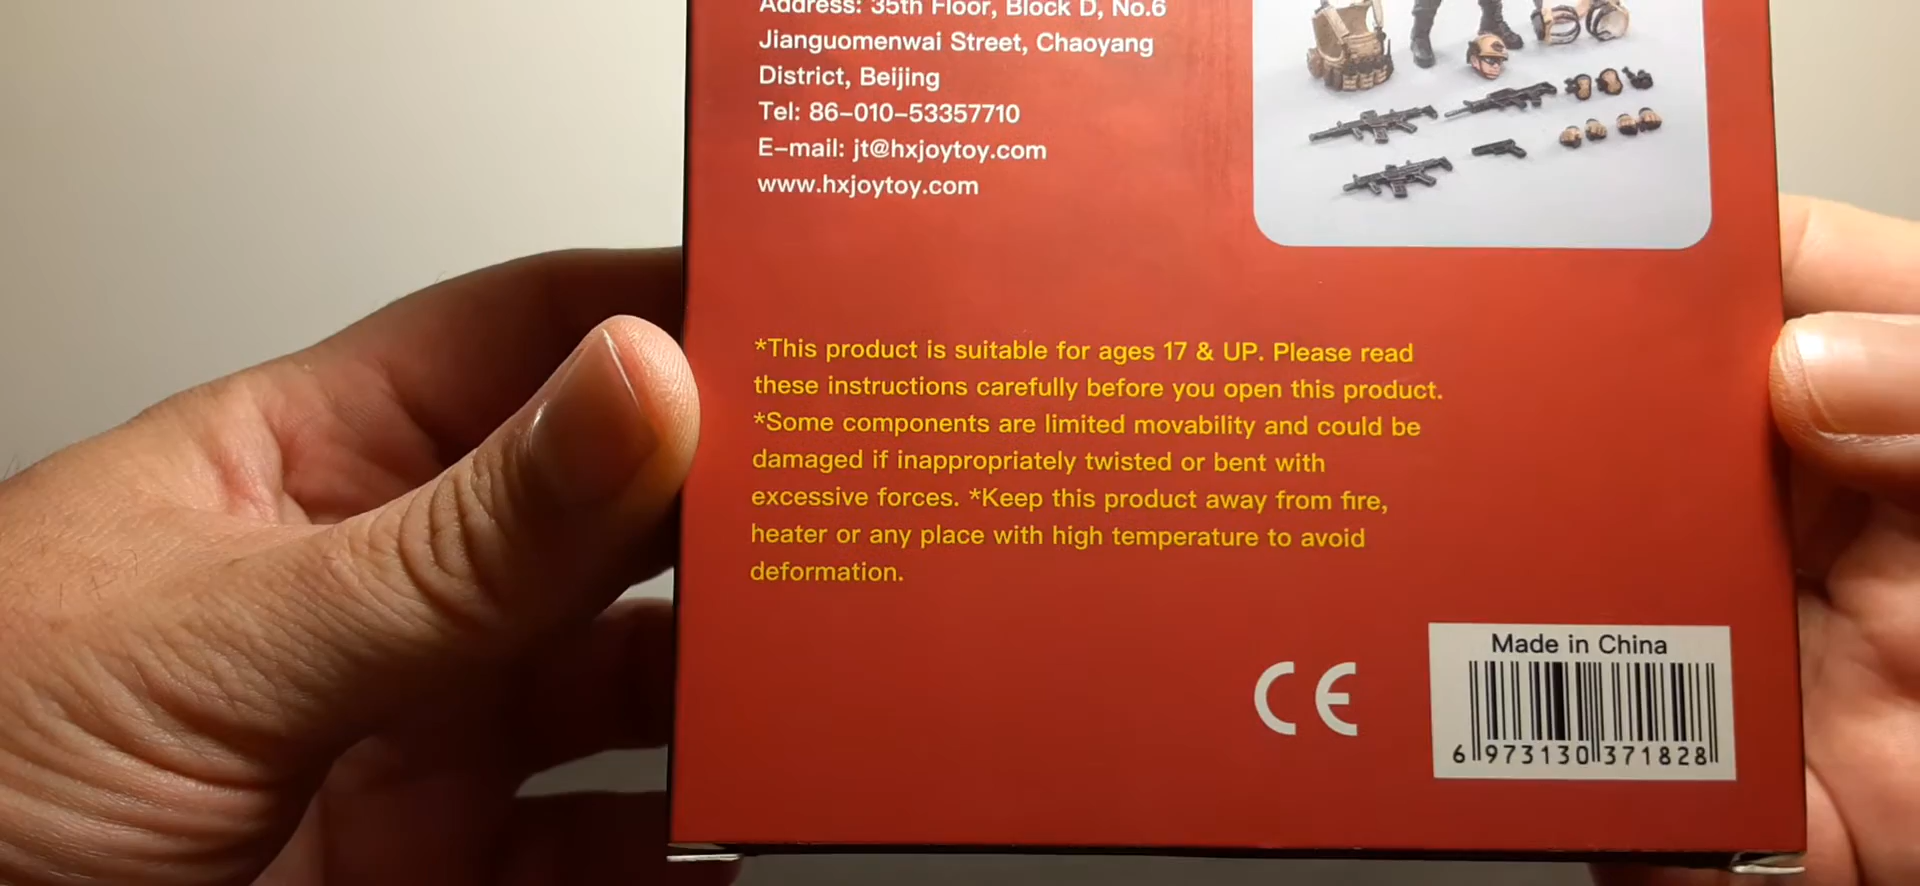 Address: 35th Floor, Block D, No.6
Jianguomenwai Street, Chaoyang
District, Beijing
Tel: 86-010-53357710
E-mail: jt@hxjoytoy.com
www.hxjoytoy.com
*This product is suitable for ages 17 & UP. Please read
these instructions carefully before you open this product.
*Some components are limited movability and could be
damaged if inappropriately twisted or bent with
excessive forces. *Keep this product away from fire,
heater or any place with high temperature to avoid
deformation.
CE
Made in China
6 973130 371828